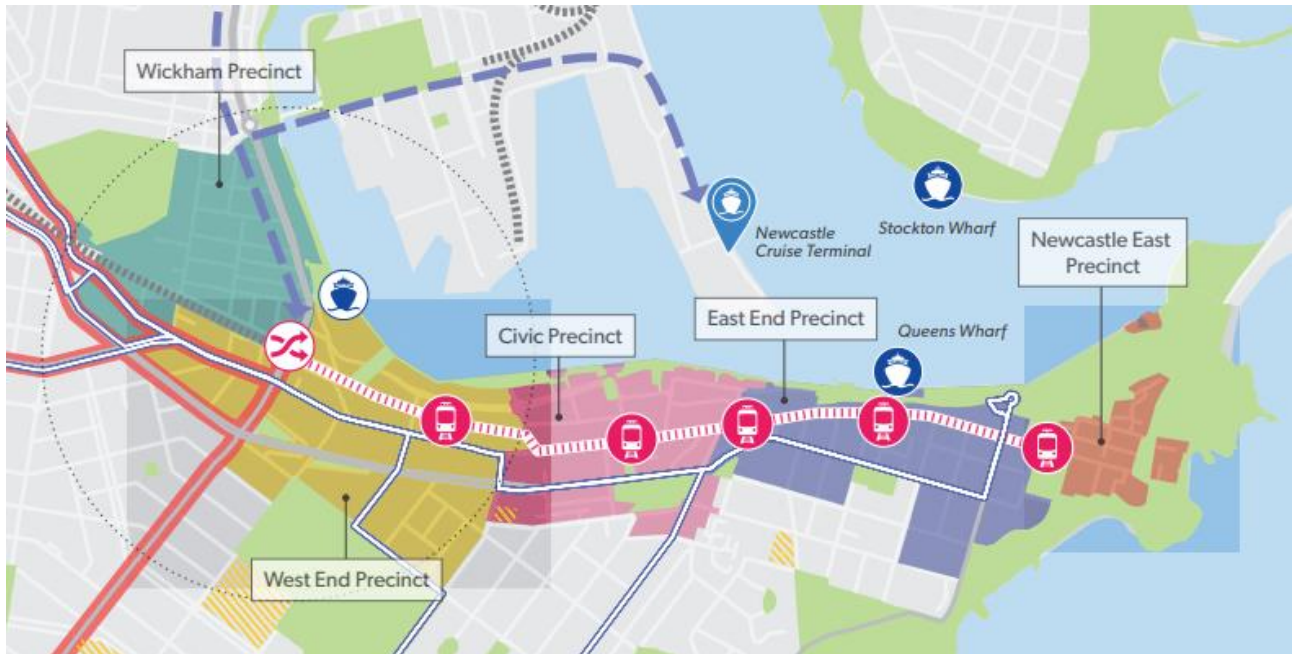 Wickham Precinct
Newcastle
Cruise Terminal
Stockton Wharf
Newcastle East
Precinct
East End Precinct
Queens Wharf
Civic Precinct
West End Precinct